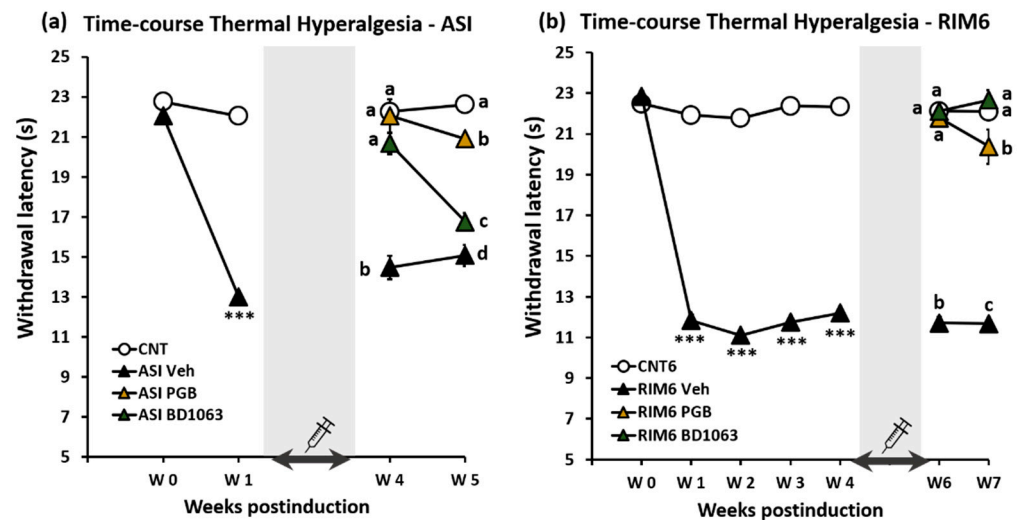 (a) Time-course Thermal Hyperalgesia - ASI
Withdrawal latency (s)
25
23
21
19
17
15
13
11
9
7
5
a
a
a
a
b
c
b
d
***
CNT
ASI Veh
ASI PGB
ASI BD1063
W 0 W 1 W 4 W 5
Weeks postinduction
(b) Time-course Thermal Hyperalgesia - RIM6
Withdrawal latency (s)
25
23
21
19
17
15
13
11
9
7
5
a
a
a
a
a
b
b
c
*** *** *** ***
CNT6
RIM6 Veh
RIM6 PGB
RIM6 BD1063
W 0 W 1 W 2 W 3 W 4 W6 W7
Weeks postinduction